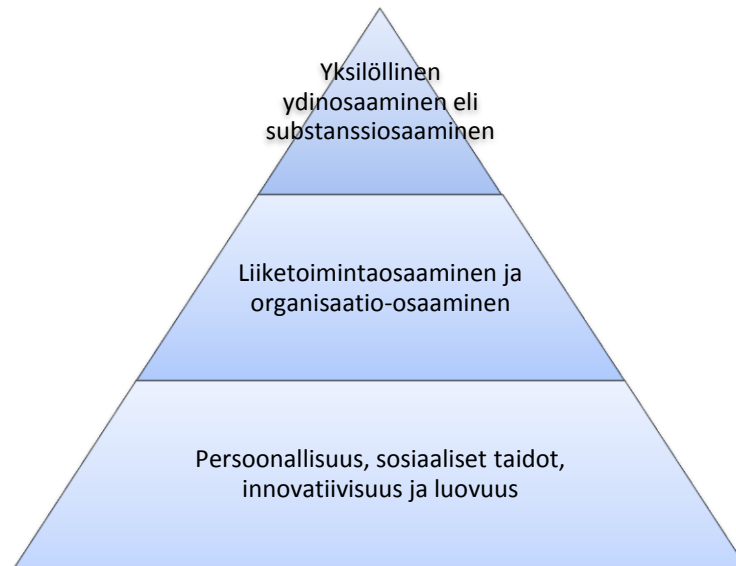 Yksilöllinen
ydinosaaminen eli
substanssiosaaminen
Liiketoimintaosaaminen ja
organisaatio-osaaminen
Persoonallisuus, sosiaaliset taidot,
innovatiivisuus ja luovuus